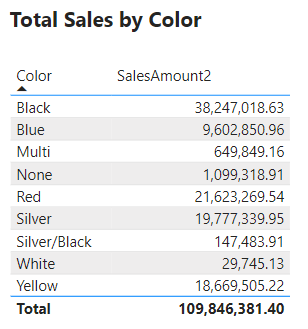 Total Sales by Color
Color SalesAmount2
Black 38,247,018.63
Blue 9,602,850.96
Multi 649,849.16
None 1,099,318.91
Red 21,623,269.54
Silver 19,777,339.95
Silver/Black 147,483.91
White 29,745.13
Yellow 18,669,505.22
Total 109,846,381.40